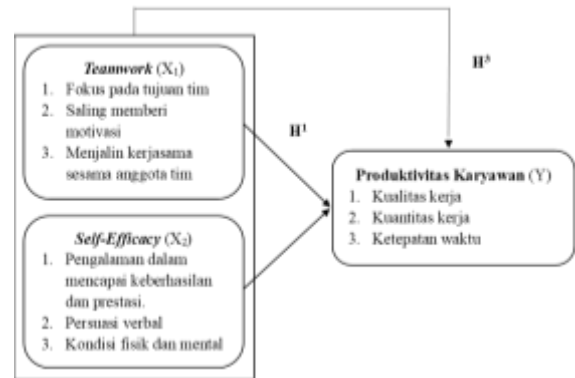 Teamwork (X₁)
1. Fokus pada tujuan tim
2. Saling memberi
motivasi
3. Menjalin kerjasama
sesama anggota tim
H¹
H³
Produktivitas Karyawan (Y)
1. Kualitas kerja
2. Kuantitas kerja
3. Ketepatan waktu
Self-Efficacy (X₂)
1. Pengalaman dalam
mencapai keberhasilan
dan prestasi.
2. Persuasi verbal
3. Kondisi fisik dan mental